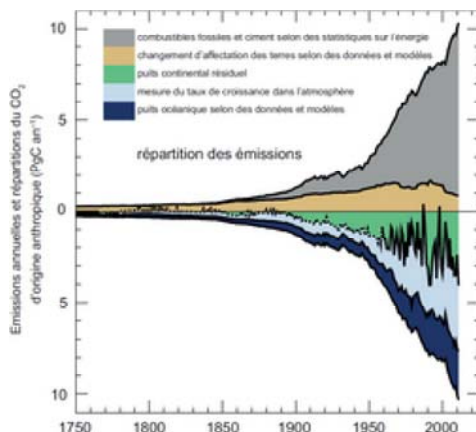 Emissions annuelles et répartitions du CO2
d'origine anthropique (PgC an⁻¹)
10
5
0
5
10
combustibles fossiles et ciment selon des statistiques sur l'énergie
changement d'affectation des terres selon des données et modèles
puits continental résiduel
mesure du taux de croissance dans l'atmosphère
puits océanique selon des données et modèles
répartition des émissions
1750 1800 1850 1900 1950 2000